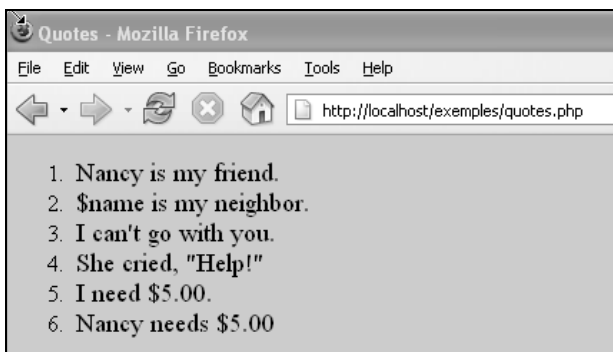 Quotes - Mozilla Firefox
File Edit View Go Bookmarks Tools Help
http://localhost/exemples/quotes.php
1. Nancy is my friend.
2. $name is my neighbor.
3. I can't go with you.
4. She cried, "Help!"
5. I need $5.00.
6. Nancy needs $5.00